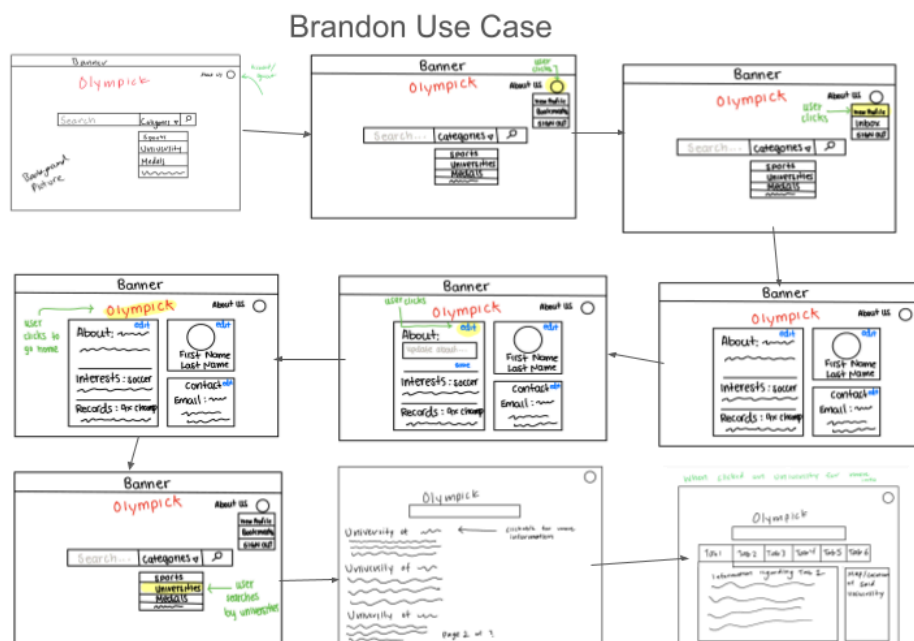 Brandon Use Case
Banner
Olympick
About us
Search
Categories
Sports
University
Medals
Background
Picture
Banner
user
clicks
Olympick
About us
View Profile
Bookmarks
Sign out
Search... Categories
Sports
Universities
Medals
Banner
Olympick
About us
user
clicks
View Profile
Inbox
Sign out
Search... Categories
Sports
Universities
Medals
Banner
Olympick
About us
user
clicks to
go home
edit
About:
Interests: soccer
Records:
edit
First Name
Last Name
Contact edit
Email:
Banner
user clicks
Olympick
About us
edit
About:
update about...
save
Interests: soccer
Records:
edit
First Name
Last Name
Contact edit
Email:
Banner
Olympick
About us
edit
About:
Interests: soccer
Records:
edit
First Name
Last Name
Contact edit
Email:
Banner
Olympick
About us
View Profile
Bookmarks
Sign out
Search... Categories
Sports
Universities
Medals
user
searches
by universities
Olympick
University of
clickable for more
information
University of
University of
Page 2 of ?
When clicked on University for more
Olympick
Tab 1 Tab 2 Tab 3 Tab 4 Tab 5 Tab 6
Information regarding Tab 2
Map/Location
of said
University